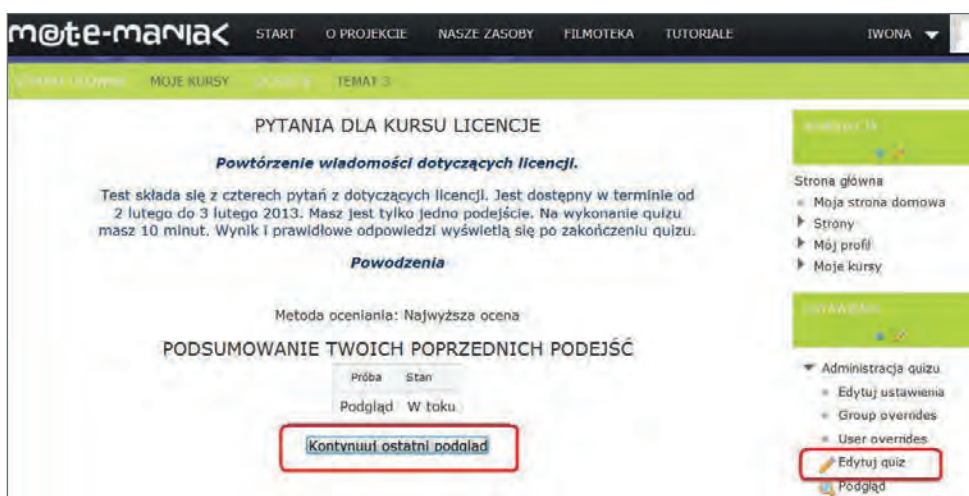 m@te-maniak START O PROJEKCIE NASZE ZASOBY FILMOTEKA TUTORIALE IWONA
MOJE KURSY TEMAT 3
PYTANIA DLA KURSU LICENCJE
Powtórzenie wiadomości dotyczących licencji.
Test składa się z czterech pytań z dotyczących licencji. Jest dostępny w terminie od
2 lutego do 3 lutego 2013. Masz jest tylko jedno podejście. Na wykonanie quizu
masz 10 minut. Wynik i prawidłowe odpowiedzi wyświetlą się po zakończeniu quizu.
Powodzenia
Metoda oceniania: Najwyższa ocena
PODSUMOWANIE TWOICH POPRZEDNICH PODEJŚĆ
Próba Stan
Podgląd W toku
Kontynuuj ostatni podgląd
Strona główna
Moja strona domowa
Strony
Mój profil
Moje kursy
Administracja quizu
Edytuj ustawienia
Group overrides
User overrides
Edytuj quiz
Podgląd